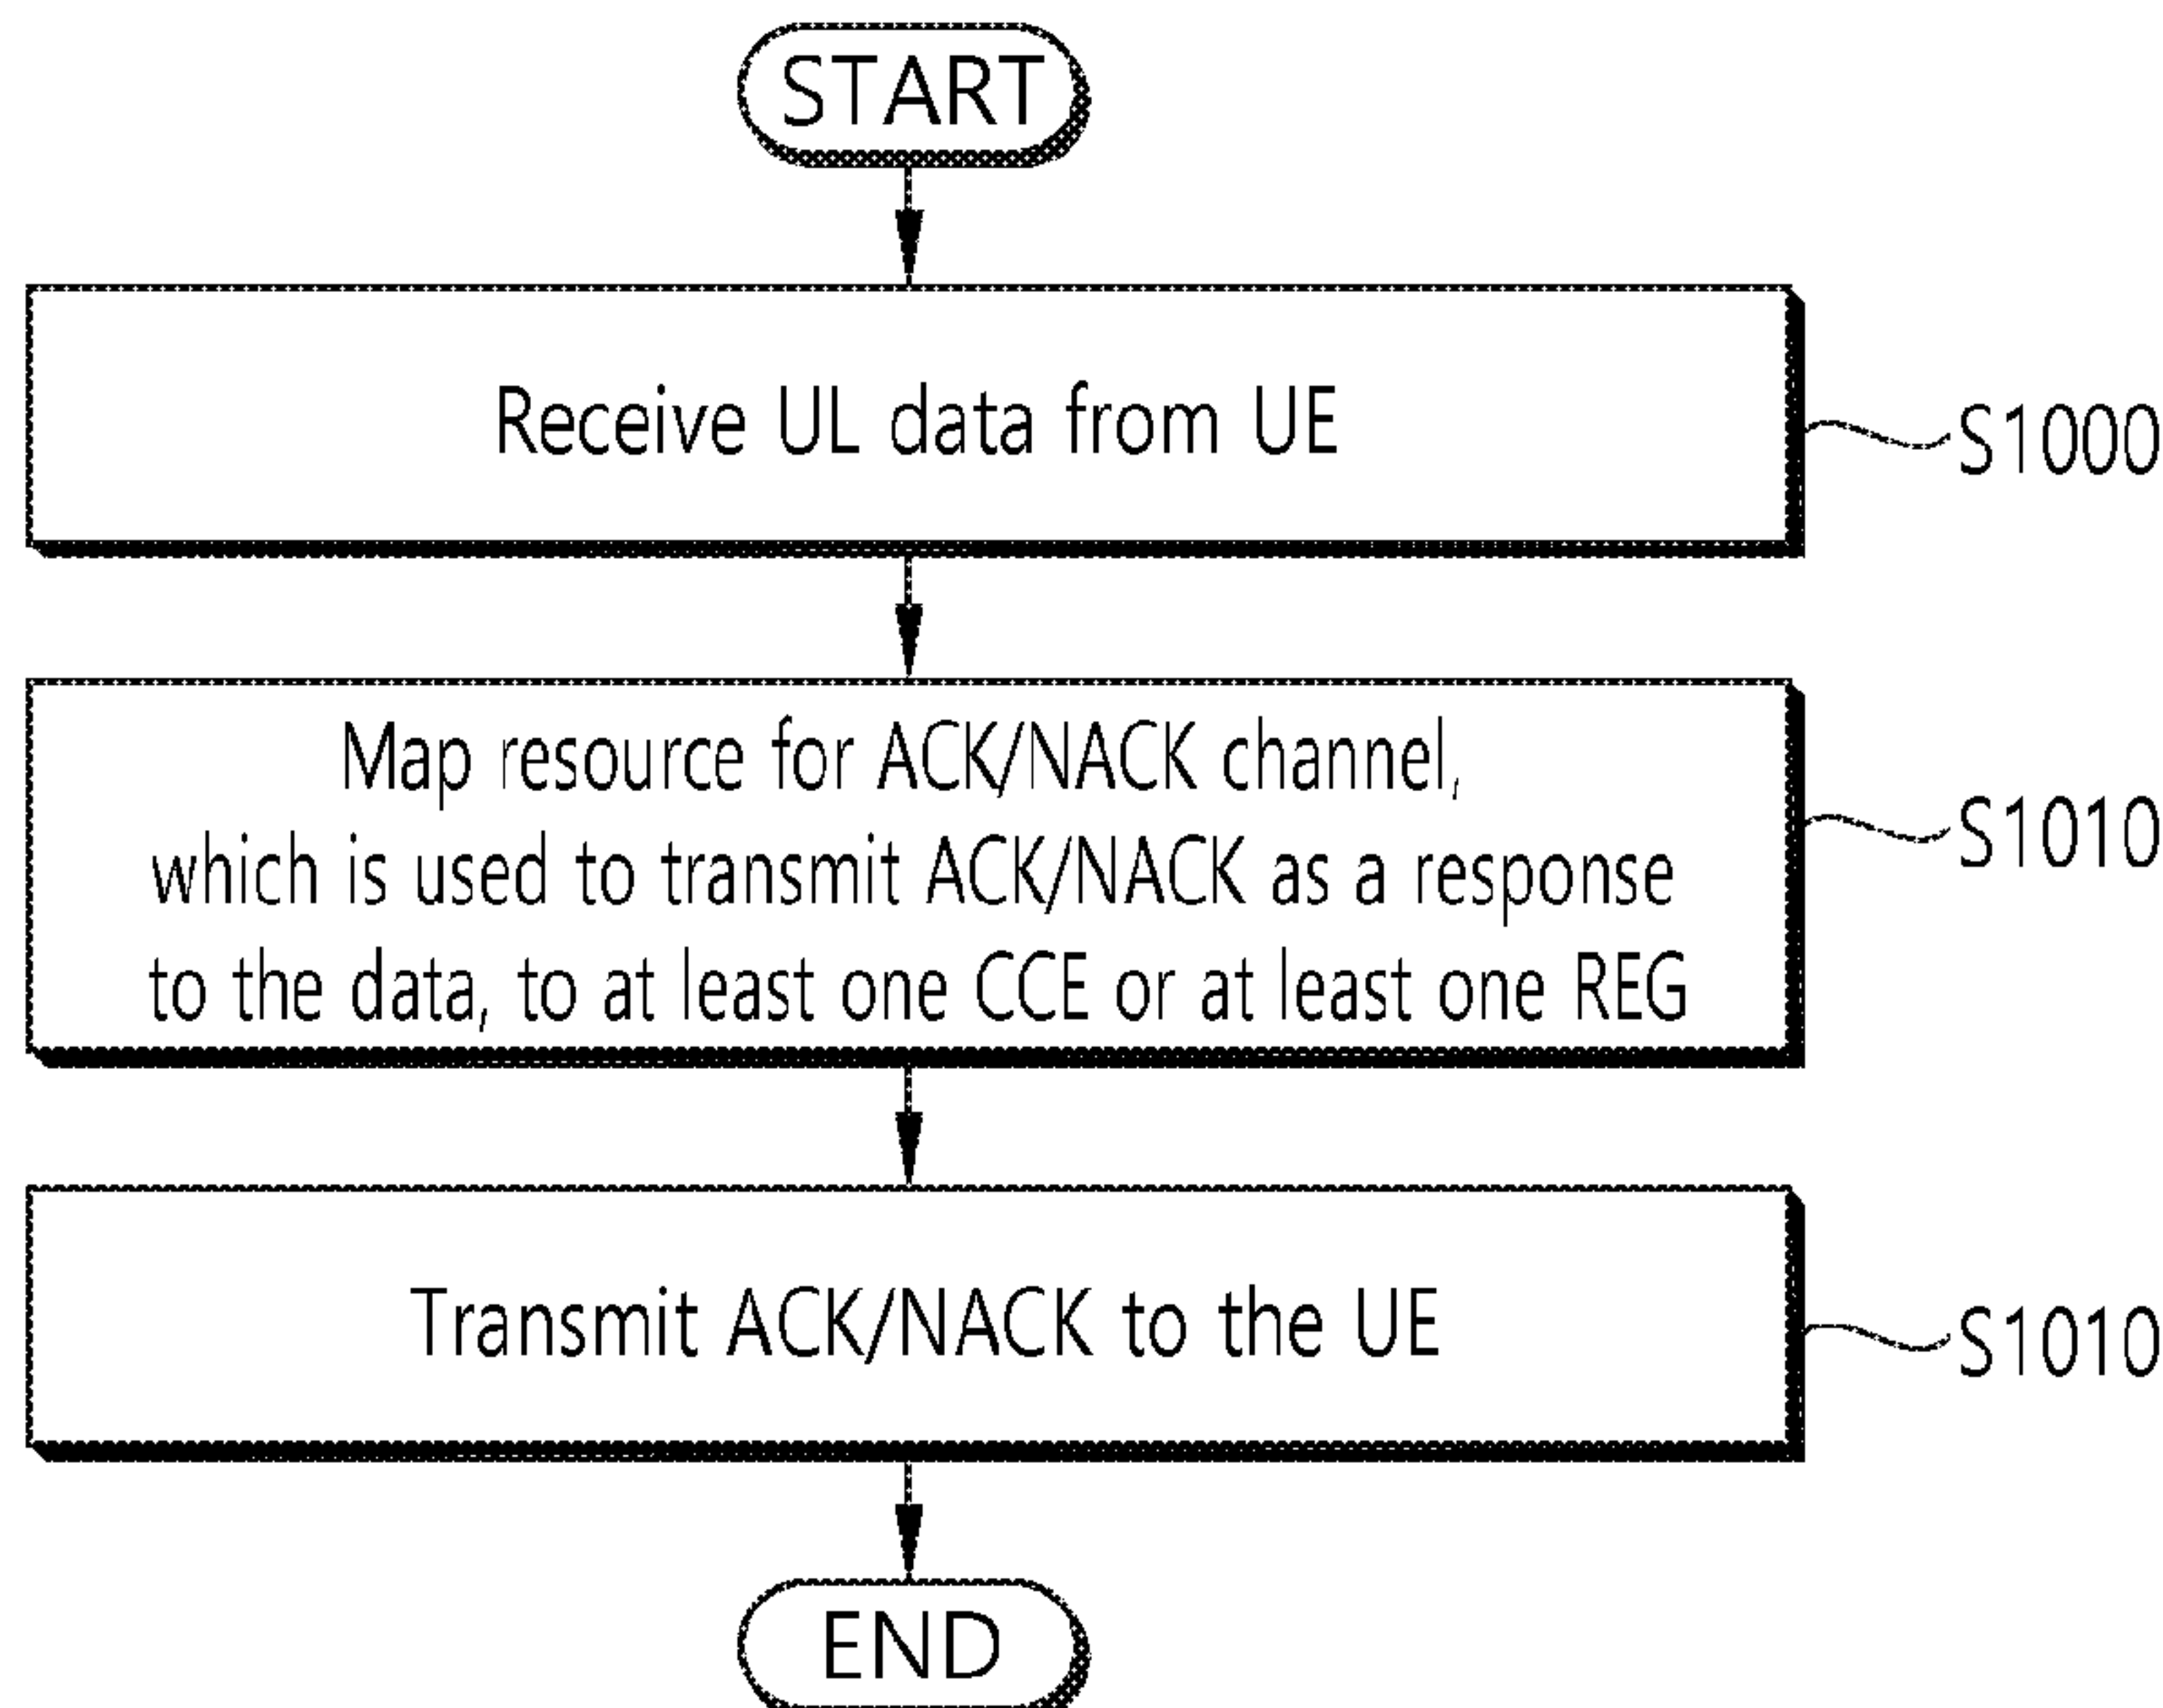 START
Receive UL data from UE
S1000
Map resource for ACK/NACK channel,
which is used to transmit ACK/NACK as a response
to the data, to at least one CCE or at least one REG
S1010
Transmit ACK/NACK to the UE
S1010
END